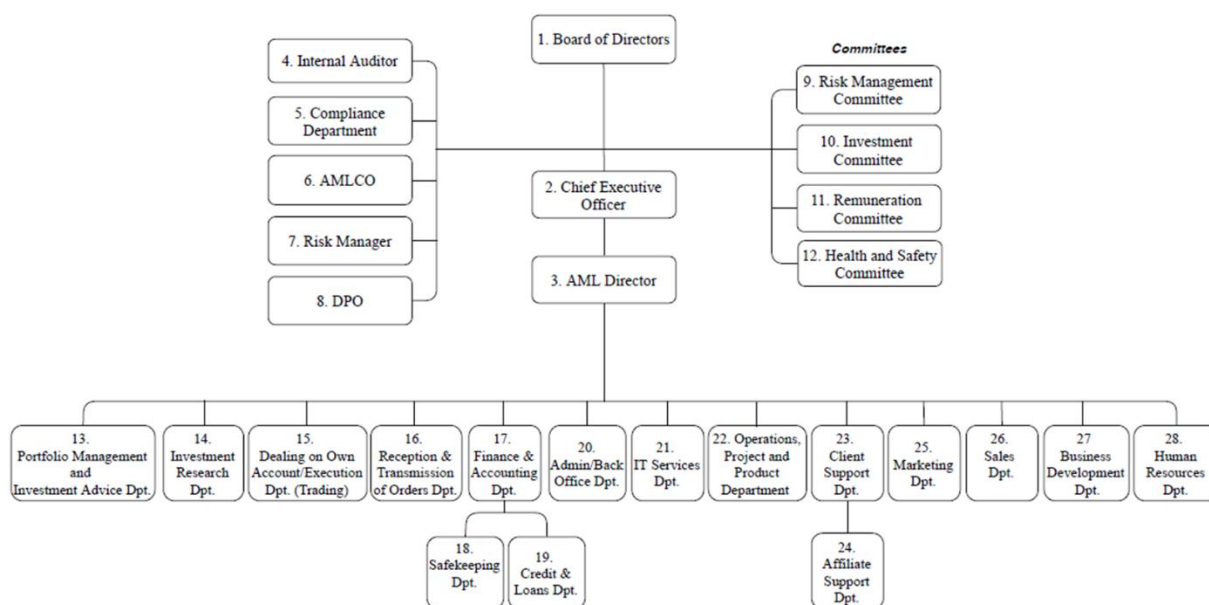 1. Board of Directors
4. Internal Auditor
5. Compliance
Department
6. AMLCO
7. Risk Manager
8. DPO
Committees
9. Risk Management
Committee
10. Investment
Committee
11. Remuneration
Committee
12. Health and Safety
Committee
2. Chief Executive
Officer
3. AML Director
13.
Portfolio Management
and
Investment Advice Dpt.
14.
Investment
Research
Dpt.
15.
Dealing on Own
Account/Execution
Dpt. (Trading)
16.
Reception &
Transmission
of Orders Dpt.
17.
Finance &
Accounting
Dpt.
20.
Admin/Back
Office Dpt.
21.
IT Services
Dpt.
22. Operations,
Project and
Product
Department
23.
Client
Support
Dpt.
25.
Marketing
Dpt.
26.
Sales
Dpt.
27
Business
Development
Dpt.
28.
Human
Resources
Dpt.
18.
Safekeeping
Dpt.
19.
Credit &
Loans Dpt.
24.
Affiliate
Support
Dpt.